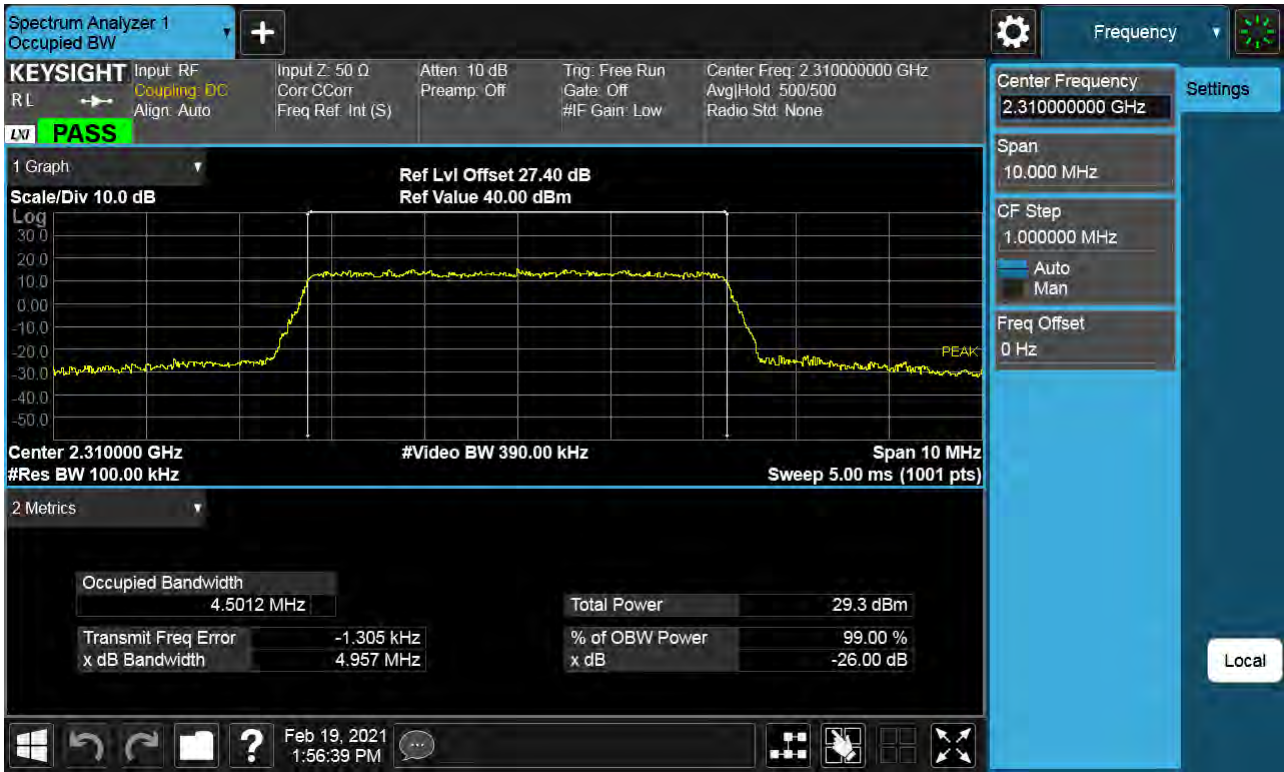 Spectrum Analyzer 1
Occupied BW
+
Frequency
KEYSIGHT
RL
LXI
PASS
Input: RF
Coupling: DC
Align: Auto
Input Z: 50 Ω
Corr CCorr
Freq Ref: Int (S)
Atten: 10 dB
Preamp: Off
Trig: Free Run
Gate: Off
#IF Gain: Low
Center Freq: 2.310000000 GHz
Avg|Hold: 500/500
Radio Std: None
Center Frequency
2.310000000 GHz
Settings
Span
10.000 MHz
CF Step
1.000000 MHz
Auto
Man
Freq Offset
0 Hz
Local
1 Graph
Scale/Div 10.0 dB
Ref Lvl Offset 27.40 dB
Ref Value 40.00 dBm
Log
30.0
20.0
10.0
0.00
-10.0
-20.0
-30.0
-40.0
-50.0
PEAK
Center 2.310000 GHz
#Video BW 390.00 kHz
Span 10 MHz
#Res BW 100.00 kHz
Sweep 5.00 ms (1001 pts)
2 Metrics
Occupied Bandwidth
4.5012 MHz
Total Power 29.3 dBm
Transmit Freq Error -1.305 kHz
% of OBW Power 99.00 %
x dB Bandwidth 4.957 MHz
x dB -26.00 dB
?
Feb 19, 2021
1:56:39 PM